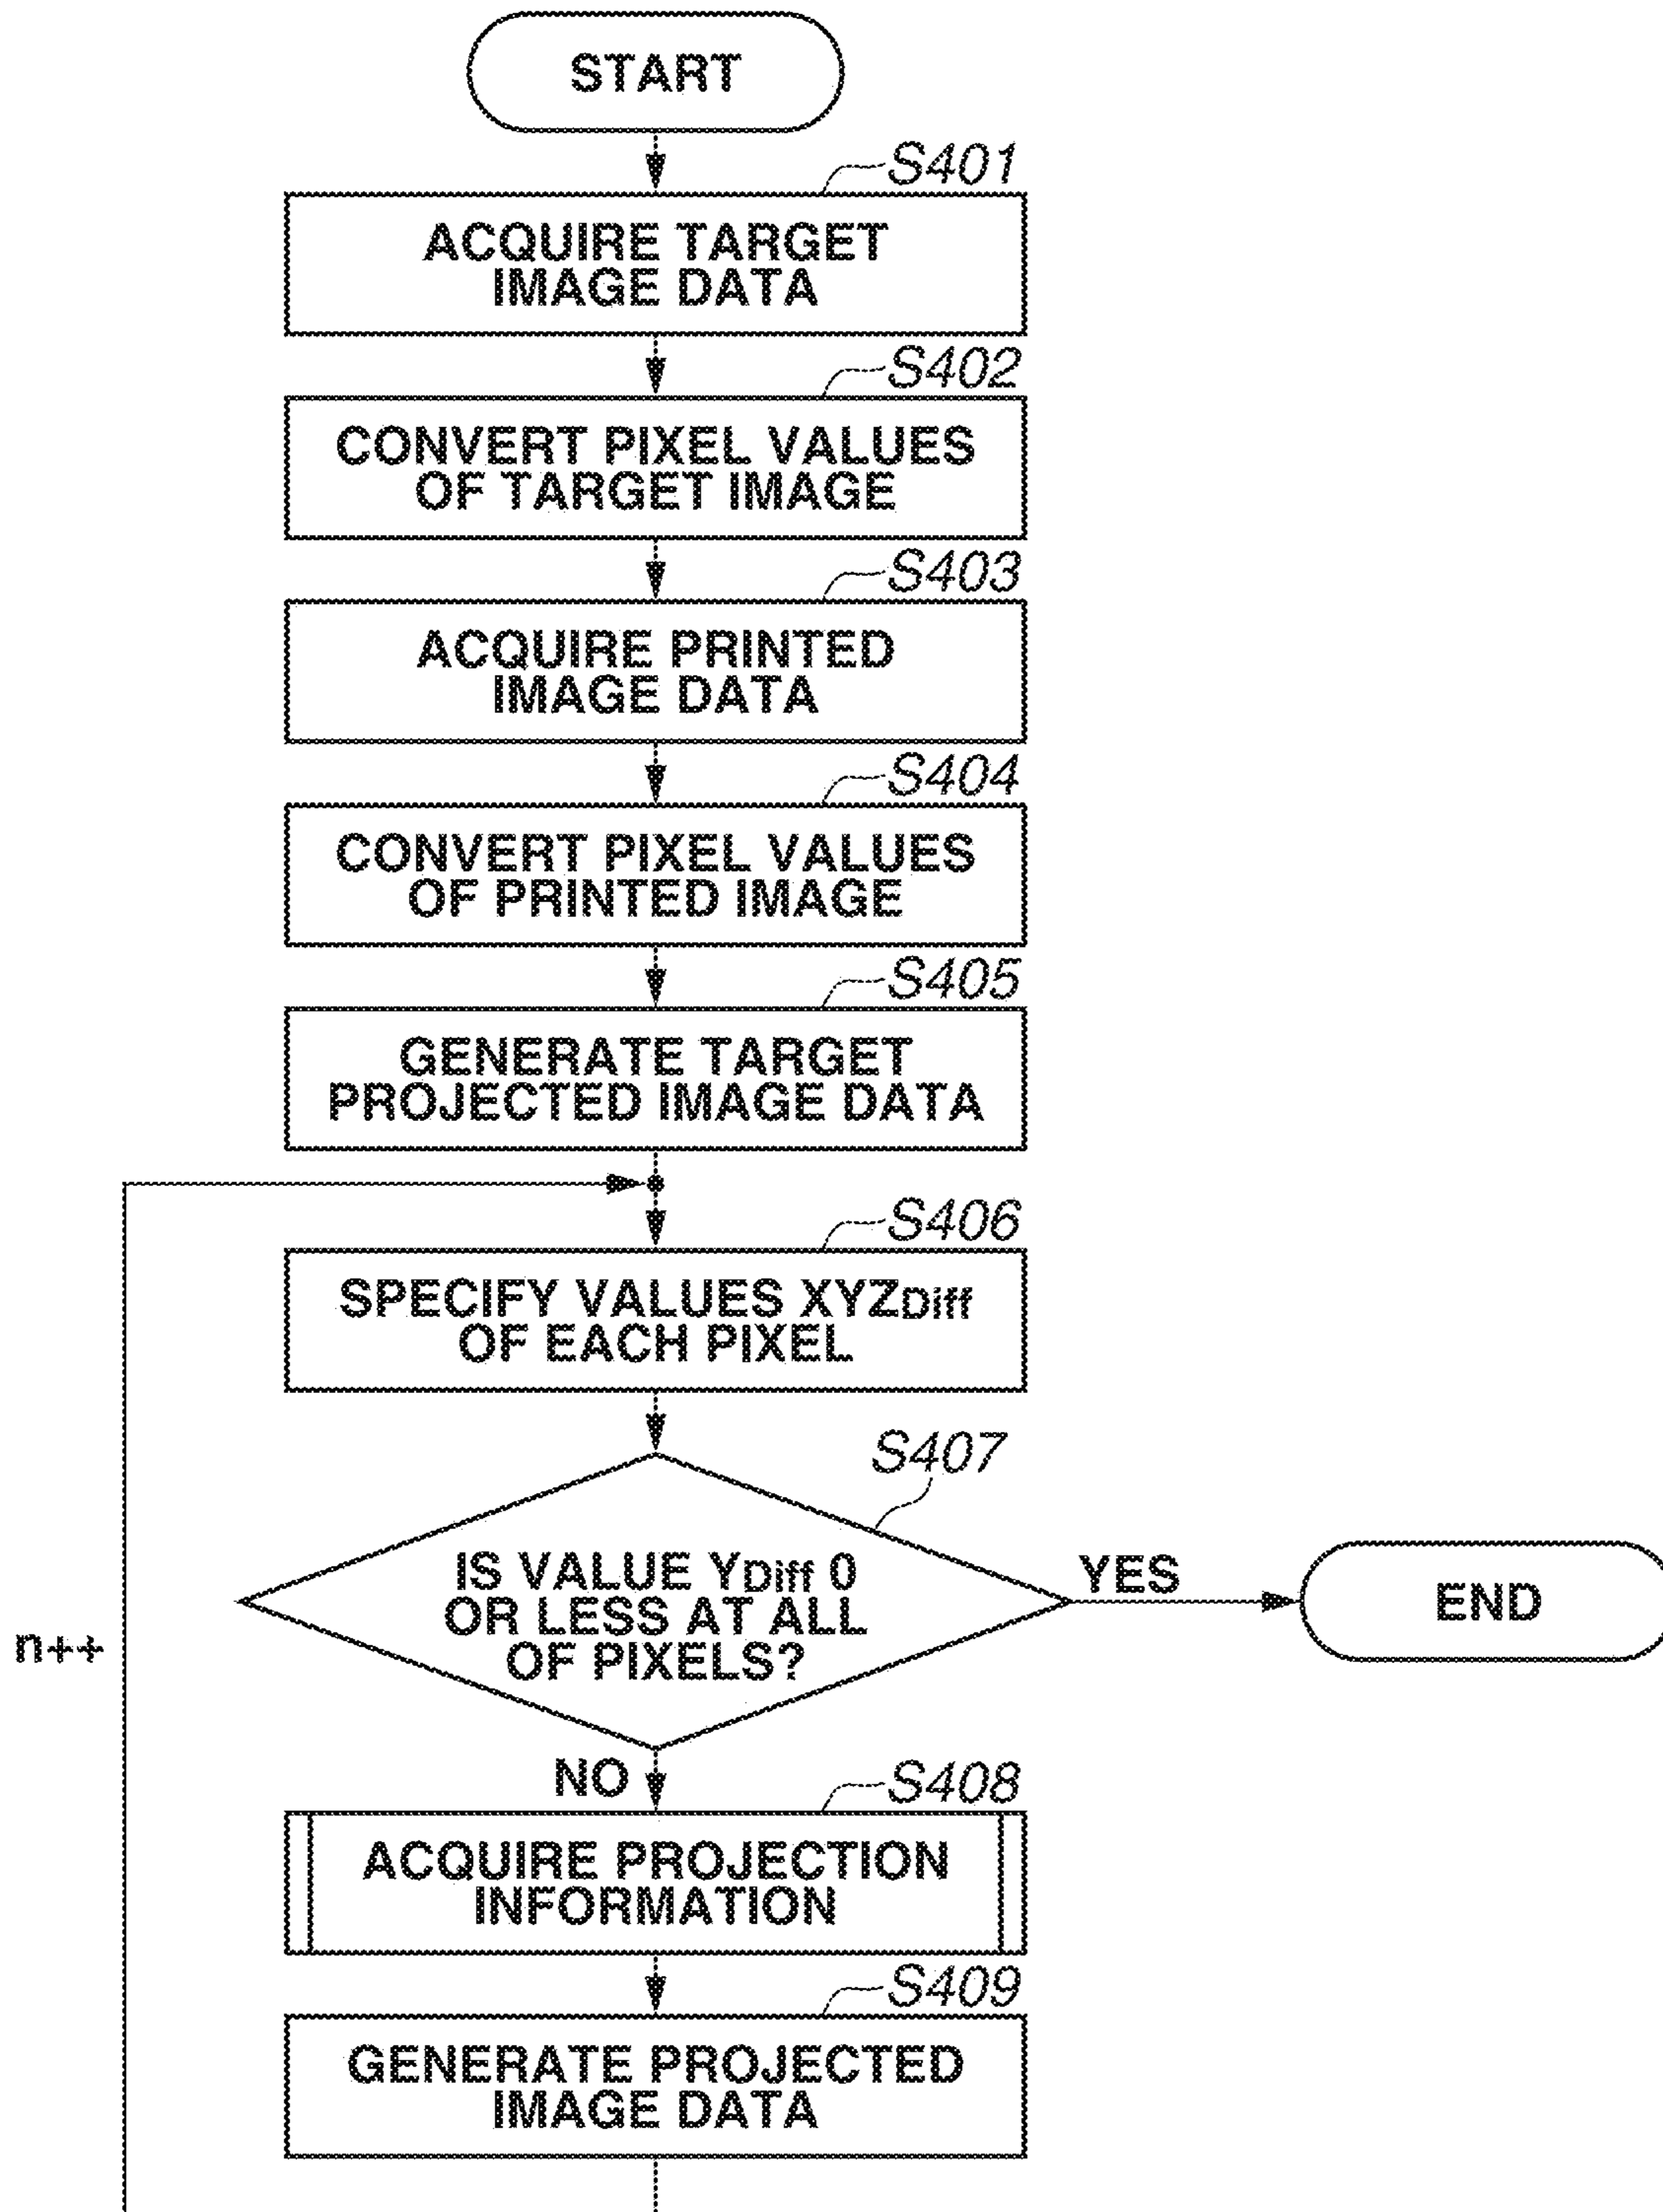 START
S401
ACQUIRE TARGET
IMAGE DATA
S402
CONVERT PIXEL VALUES
OF TARGET IMAGE
S403
ACQUIRE PRINTED
IMAGE DATA
S404
CONVERT PIXEL VALUES
OF PRINTED IMAGE
S405
GENERATE TARGET
PROJECTED IMAGE DATA
S406
SPECIFY VALUES XYZDiff
OF EACH PIXEL
S407
IS VALUE YDiff 0
OR LESS AT ALL
OF PIXELS?
YES
END
n++
NO
S408
ACQUIRE PROJECTION
INFORMATION
S409
GENERATE PROJECTED
IMAGE DATA